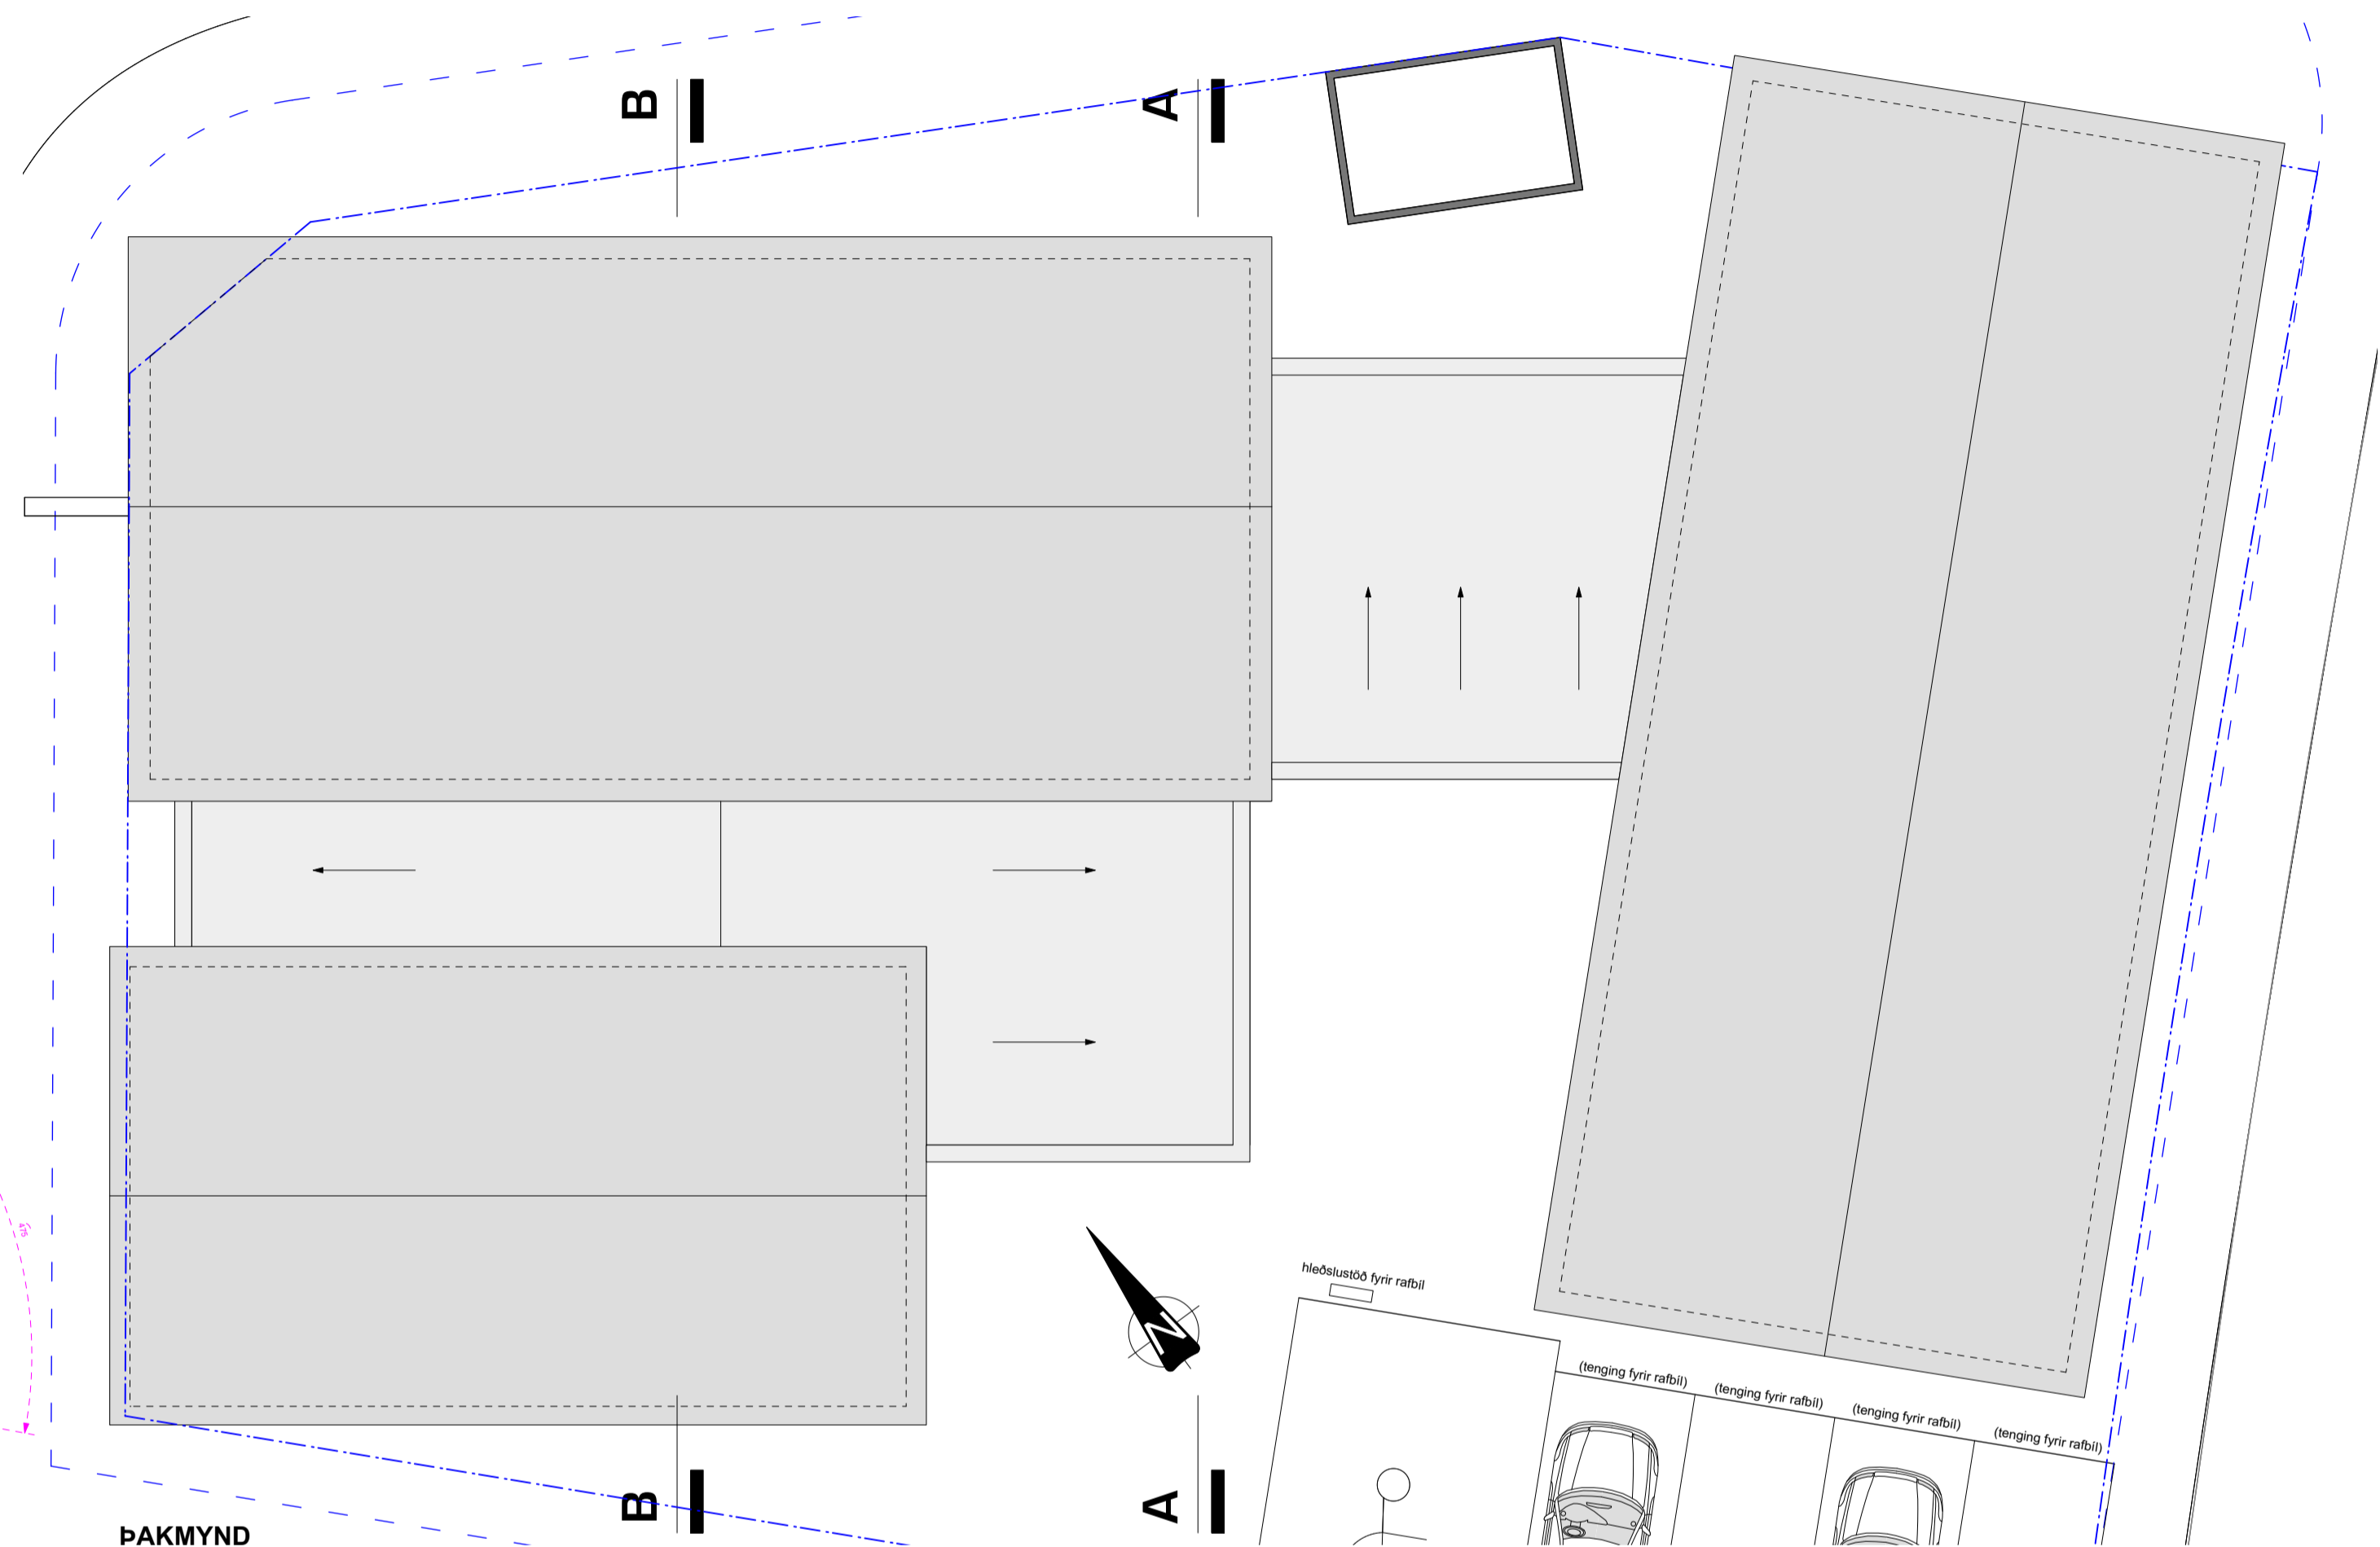 B
A
hleðslustöð fyrir rafbíl
N
(tenging fyrir rafbíl)
(tenging fyrir rafbíl)
(tenging fyrir rafbíl)
(tenging fyrir rafbíl)
B
A
ÞAKMYND